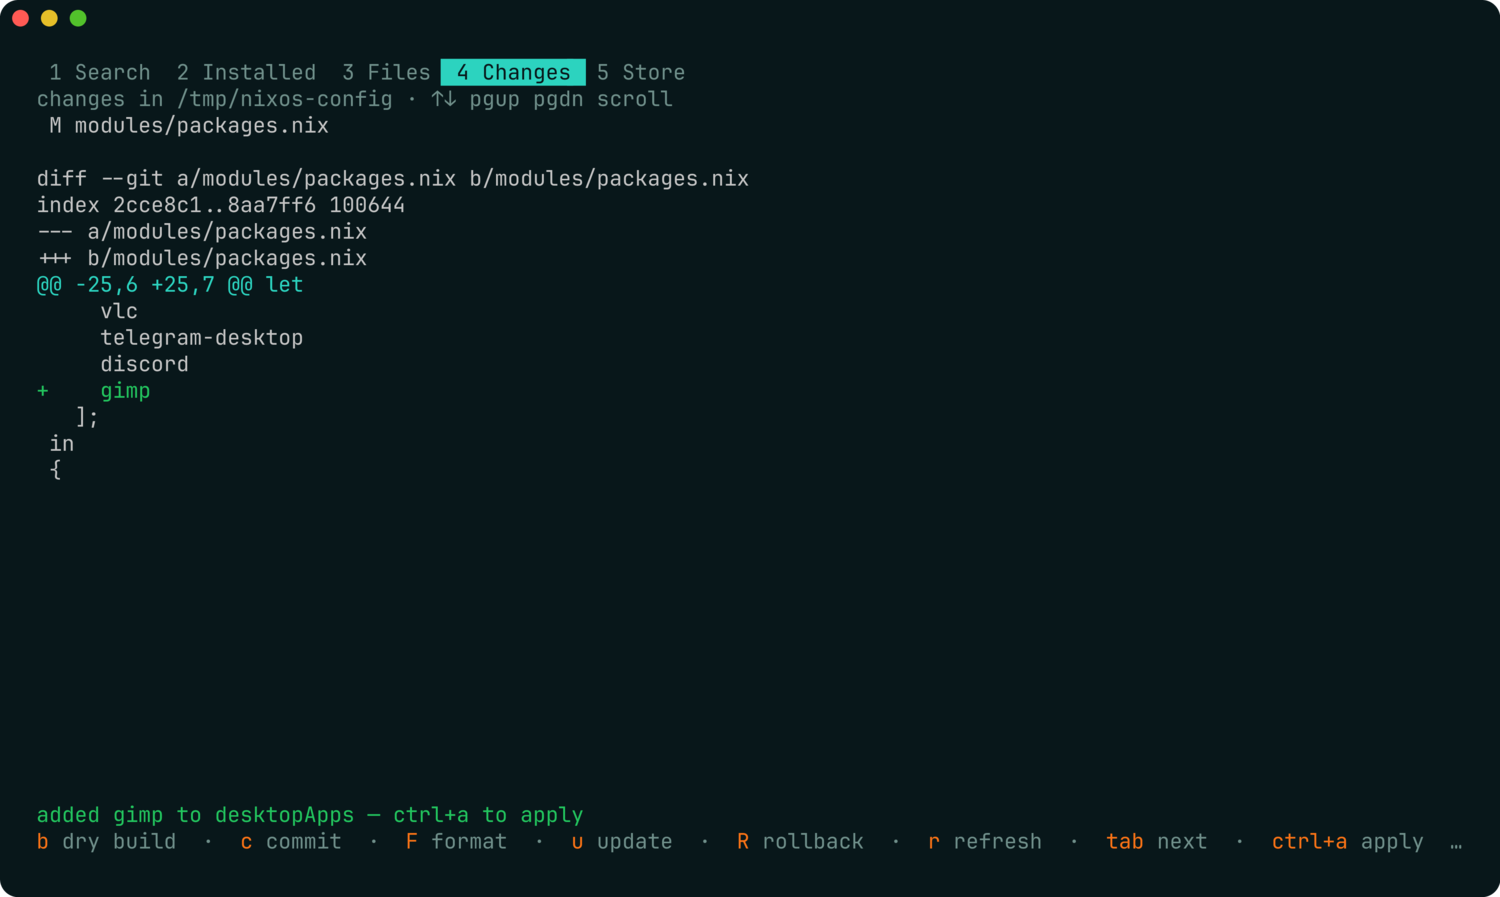 1 Search  2 Installed  3 Files  4 Changes  5 Store
changes in /tmp/nixos-config · ↑↓ pgup pgdn scroll
 M modules/packages.nix

diff --git a/modules/packages.nix b/modules/packages.nix
index 2cce8c1..8aa7ff6 100644
--- a/modules/packages.nix
+++ b/modules/packages.nix
@@ -25,6 +25,7 @@ let
     vlc
     telegram-desktop
     discord
+    gimp
   ];
 in
 {
added gimp to desktopApps — ctrl+a to apply
b dry build · c commit · F format · u update · R rollback · r refresh · tab next · ctrl+a apply …